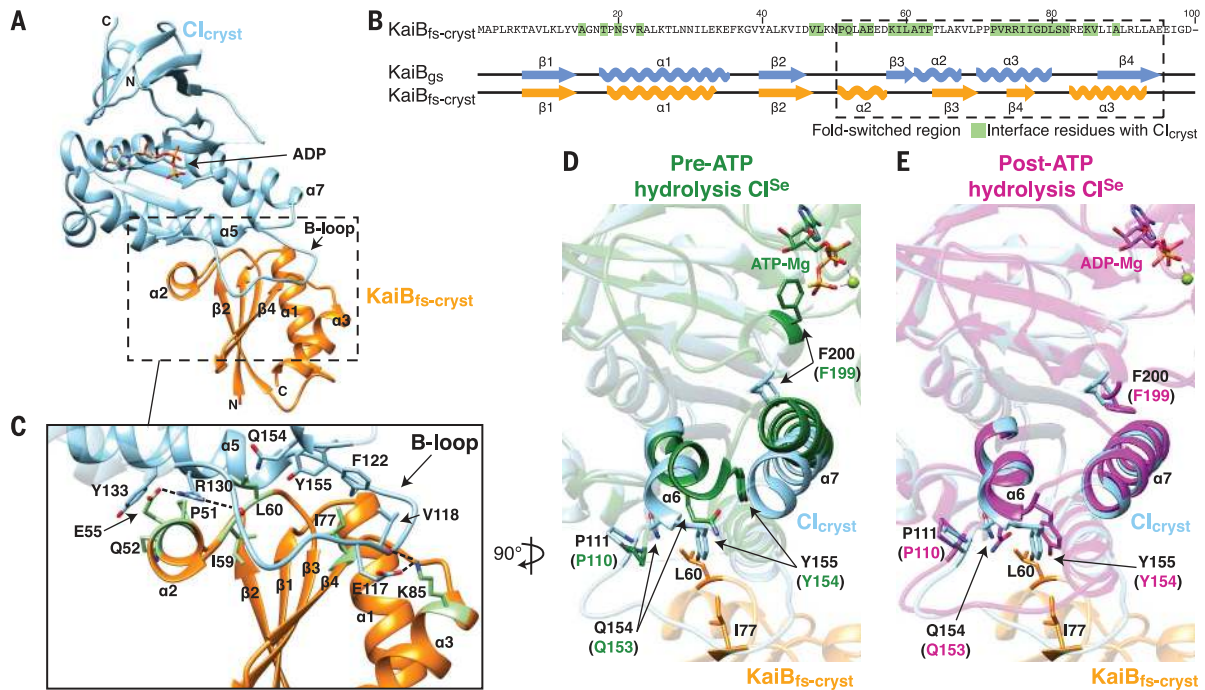 A
C
CIcryst
N
ADP
α7
α5
B-loop
α2
KaiBfs-cryst
β2
β4
α1
α3
C
N
B
20
40
60
80
100
KaiBfs-cryst
MAPLRKTAVLKLYVAGNTPNSVRALKTLNNILEKEFKGVYALKVIDVLKNPQLAEEDKILATPTLAKVLPPPVRRIIGDLSNREKVLIALRLLAEEIGD–
KaiBgs
β1
α1
β2
β3
α2
α3
β4
KaiBfs-cryst
β1
α1
β2
α2
β3
β4
α3
Fold-switched region
Interface residues with CIcryst
C
Q154
B-loop
α5
F122
Y133
R130
Y155
P51
L60
V118
E55
I77
Q52
I59
β3
α2
β2
β1
β4
E117
K85
α1
α3
90°
D
Pre-ATP
hydrolysis CISe
ATP-Mg
F200
(F199)
α6
α7
CIcryst
P111
(P110)
L60
Y155
(Y154)
Q154
(Q153)
I77
KaiBfs-cryst
E
Post-ATP
hydrolysis CISe
ADP-Mg
F200
(F199)
α6
α7
CIcryst
P111
(P110)
L60
Y155
(Y154)
Q154
(Q153)
I77
KaiBfs-cryst